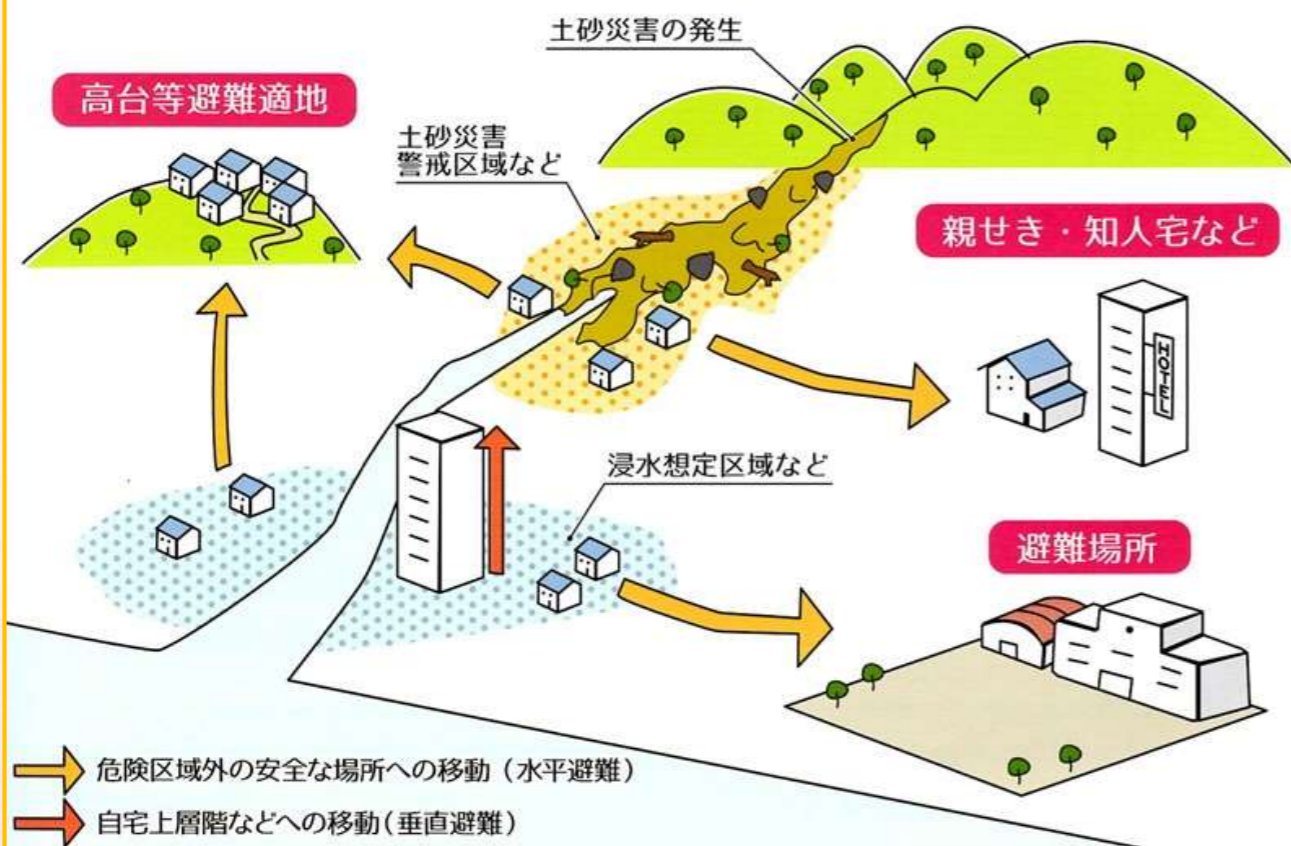 土砂災害の発生
高台等避難適地
土砂災害
警戒区域など
親せき・知人宅など
HOTEL
浸水想定区域など
避難場所
危険区域外の安全な場所への移動（水平避難）
自宅上層階などへの移動（垂直避難）